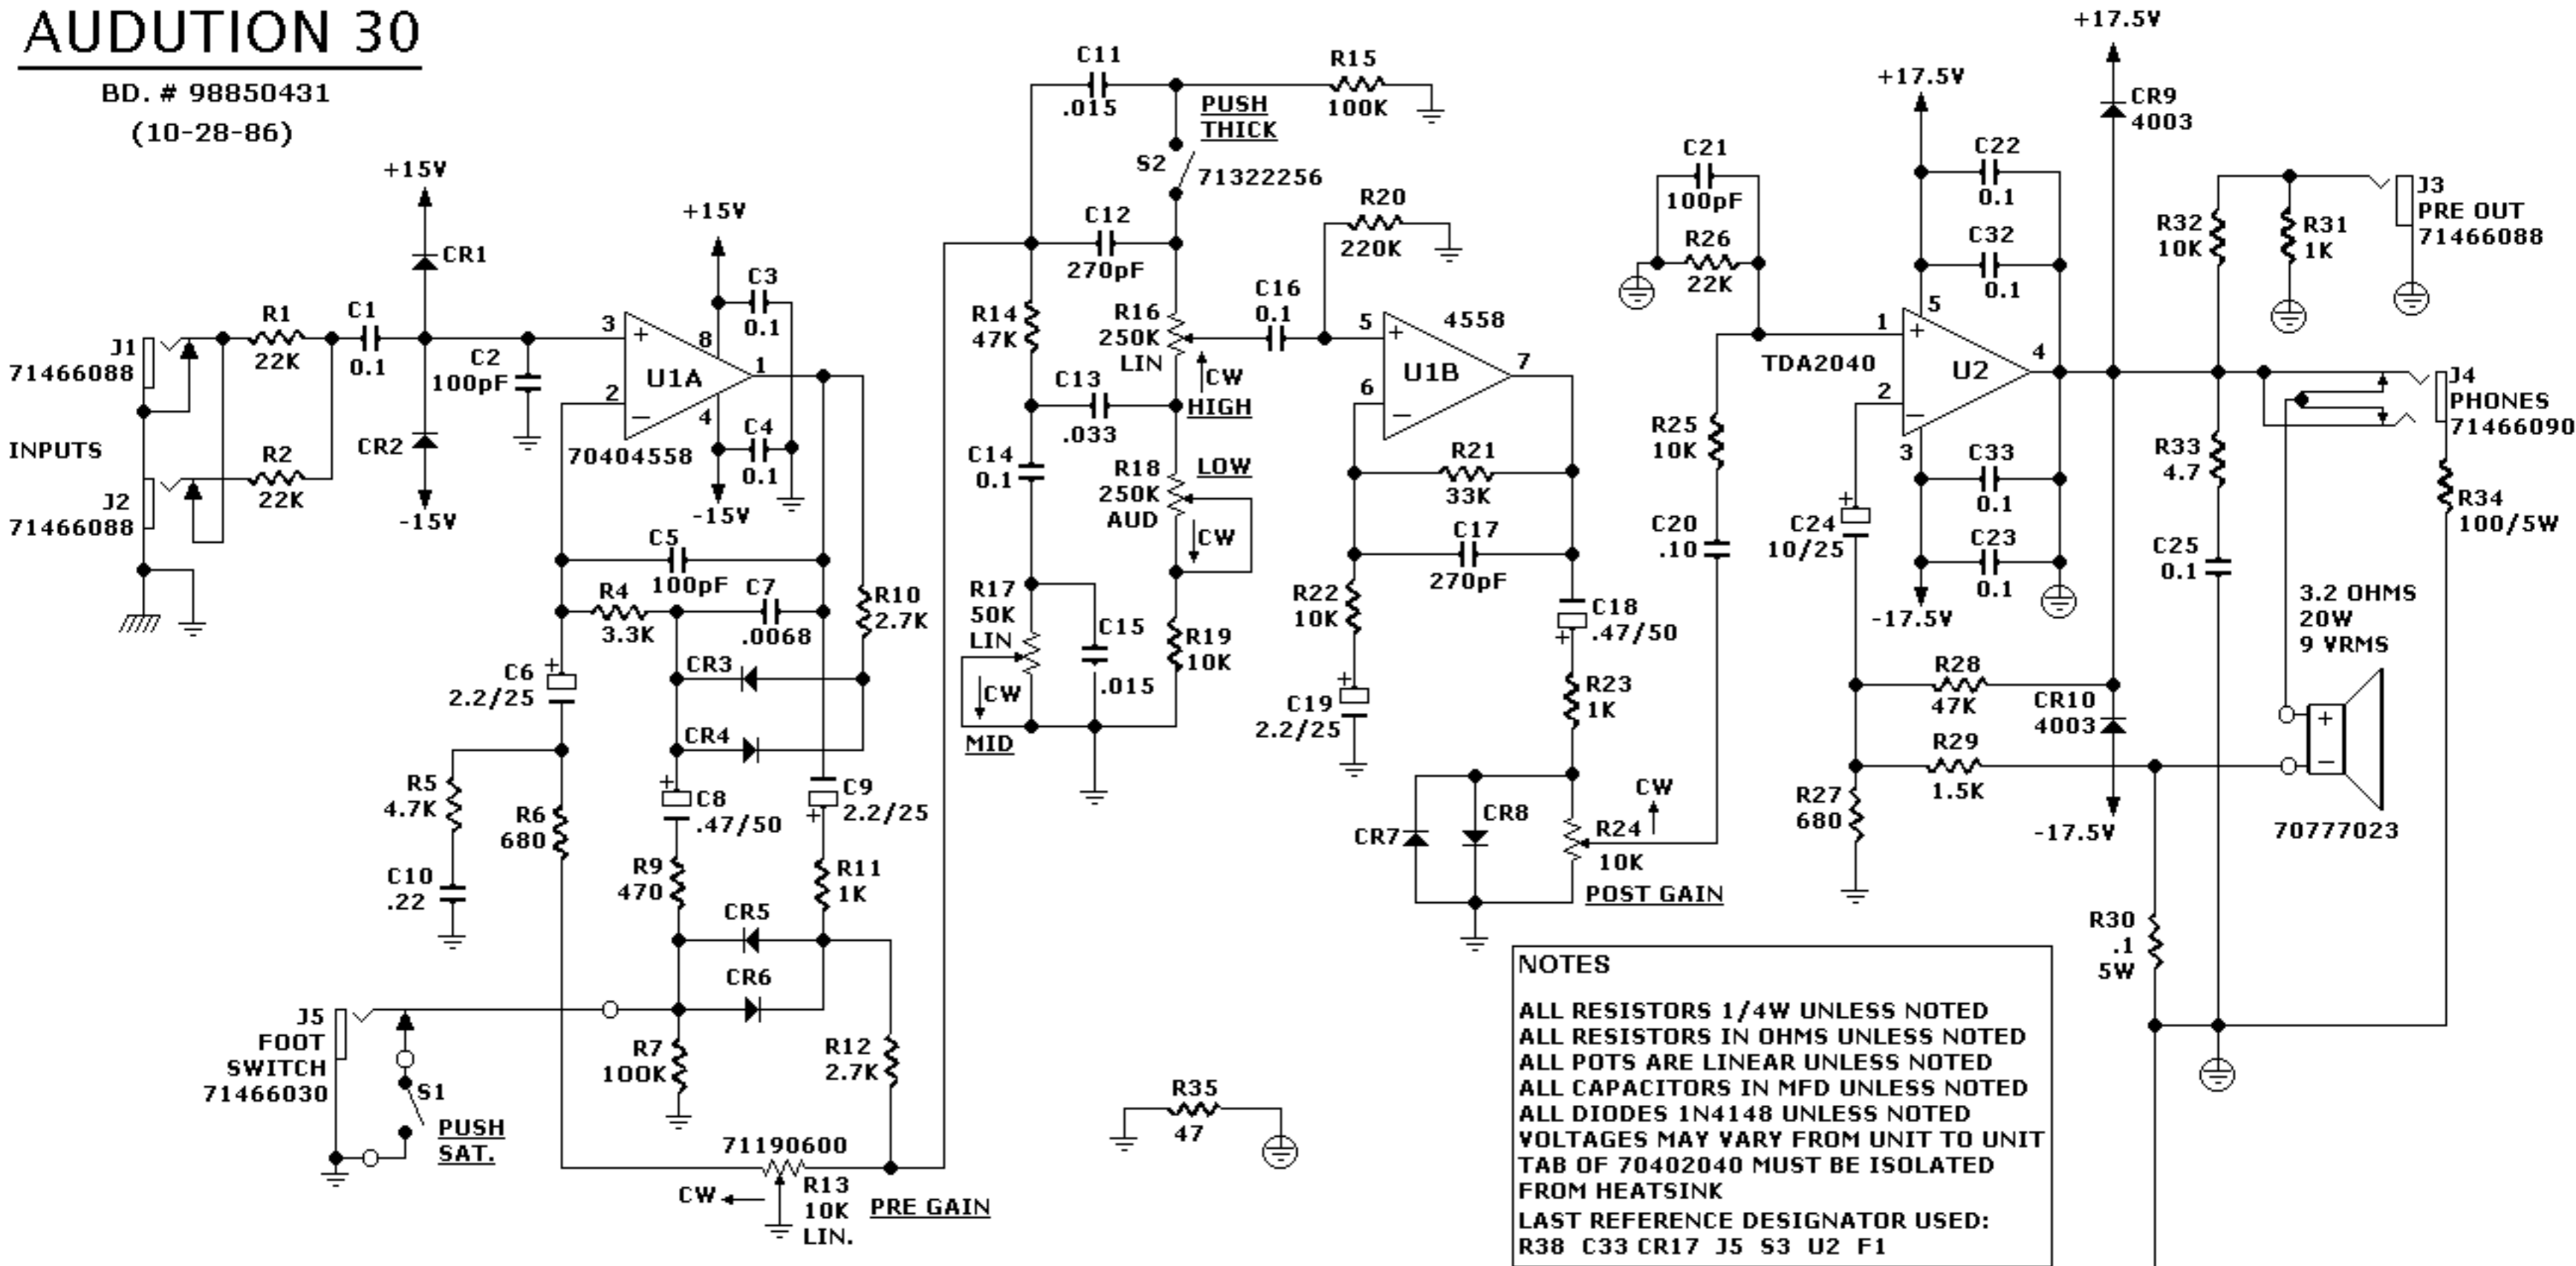 AUDUTION 30
BD. # 98850431
(10-28-86)
+15V
CR1
CR2
-15V
J1
71466088
INPUTS
J2
71466088
R1
22K
R2
22K
C1
0.1
C2
100pF
3
+
2
−
8
4
1
U1A
70404558
+15V
C3
0.1
C4
0.1
-15V
C5
100pF
R4
3.3K
C7
.0068
R10
2.7K
CR3
CR4
+
C6
2.2/25
R5
4.7K
C10
.22
R6
680
+
C8
.47/50
C9
+
2.2/25
R9
470
R11
1K
CR5
CR6
J5
FOOT
SWITCH
71466030
S1
PUSH
SAT.
R7
100K
R12
2.7K
71190600
R13
10K
LIN.
CW
PRE GAIN
C11
.015
R15
100K
PUSH
THICK
S2
71322256
C12
270pF
R14
47K
R16
250K
LIN
CW
HIGH
C13
.033
C14
0.1
R18
250K
AUD
LOW
CW
R17
50K
LIN
CW
MID
C15
.015
R19
10K
C16
0.1
R20
220K
5
+
6
−
4558
U1B
7
R21
33K
C17
270pF
R22
10K
+
C19
2.2/25
C18
+
.47/50
R23
1K
CR7
CR8
CW
R24
10K
POST GAIN
C21
100pF
R26
22K
R25
10K
C20
.10
TDA2040
1
+
2
−
5
3
4
U2
+17.5V
C22
0.1
C32
0.1
C33
0.1
C23
0.1
-17.5V
+
C24
10/25
R28
47K
R29
1.5K
R27
680
+17.5V
CR9
4003
CR10
4003
-17.5V
R32
10K
R31
1K
J3
PRE OUT
71466088
J4
PHONES
71466090
R33
4.7
C25
0.1
R34
100/5W
3.2 OHMS
20W
9 VRMS
+
−
70777023
R30
.1
5W
R35
47
NOTES
ALL RESISTORS 1/4W UNLESS NOTED
ALL RESISTORS IN OHMS UNLESS NOTED
ALL POTS ARE LINEAR UNLESS NOTED
ALL CAPACITORS IN MFD UNLESS NOTED
ALL DIODES 1N4148 UNLESS NOTED
VOLTAGES MAY VARY FROM UNIT TO UNIT
TAB OF 70402040 MUST BE ISOLATED
FROM HEATSINK
LAST REFERENCE DESIGNATOR USED:
R38 C33 CR17 J5 S3 U2 F1